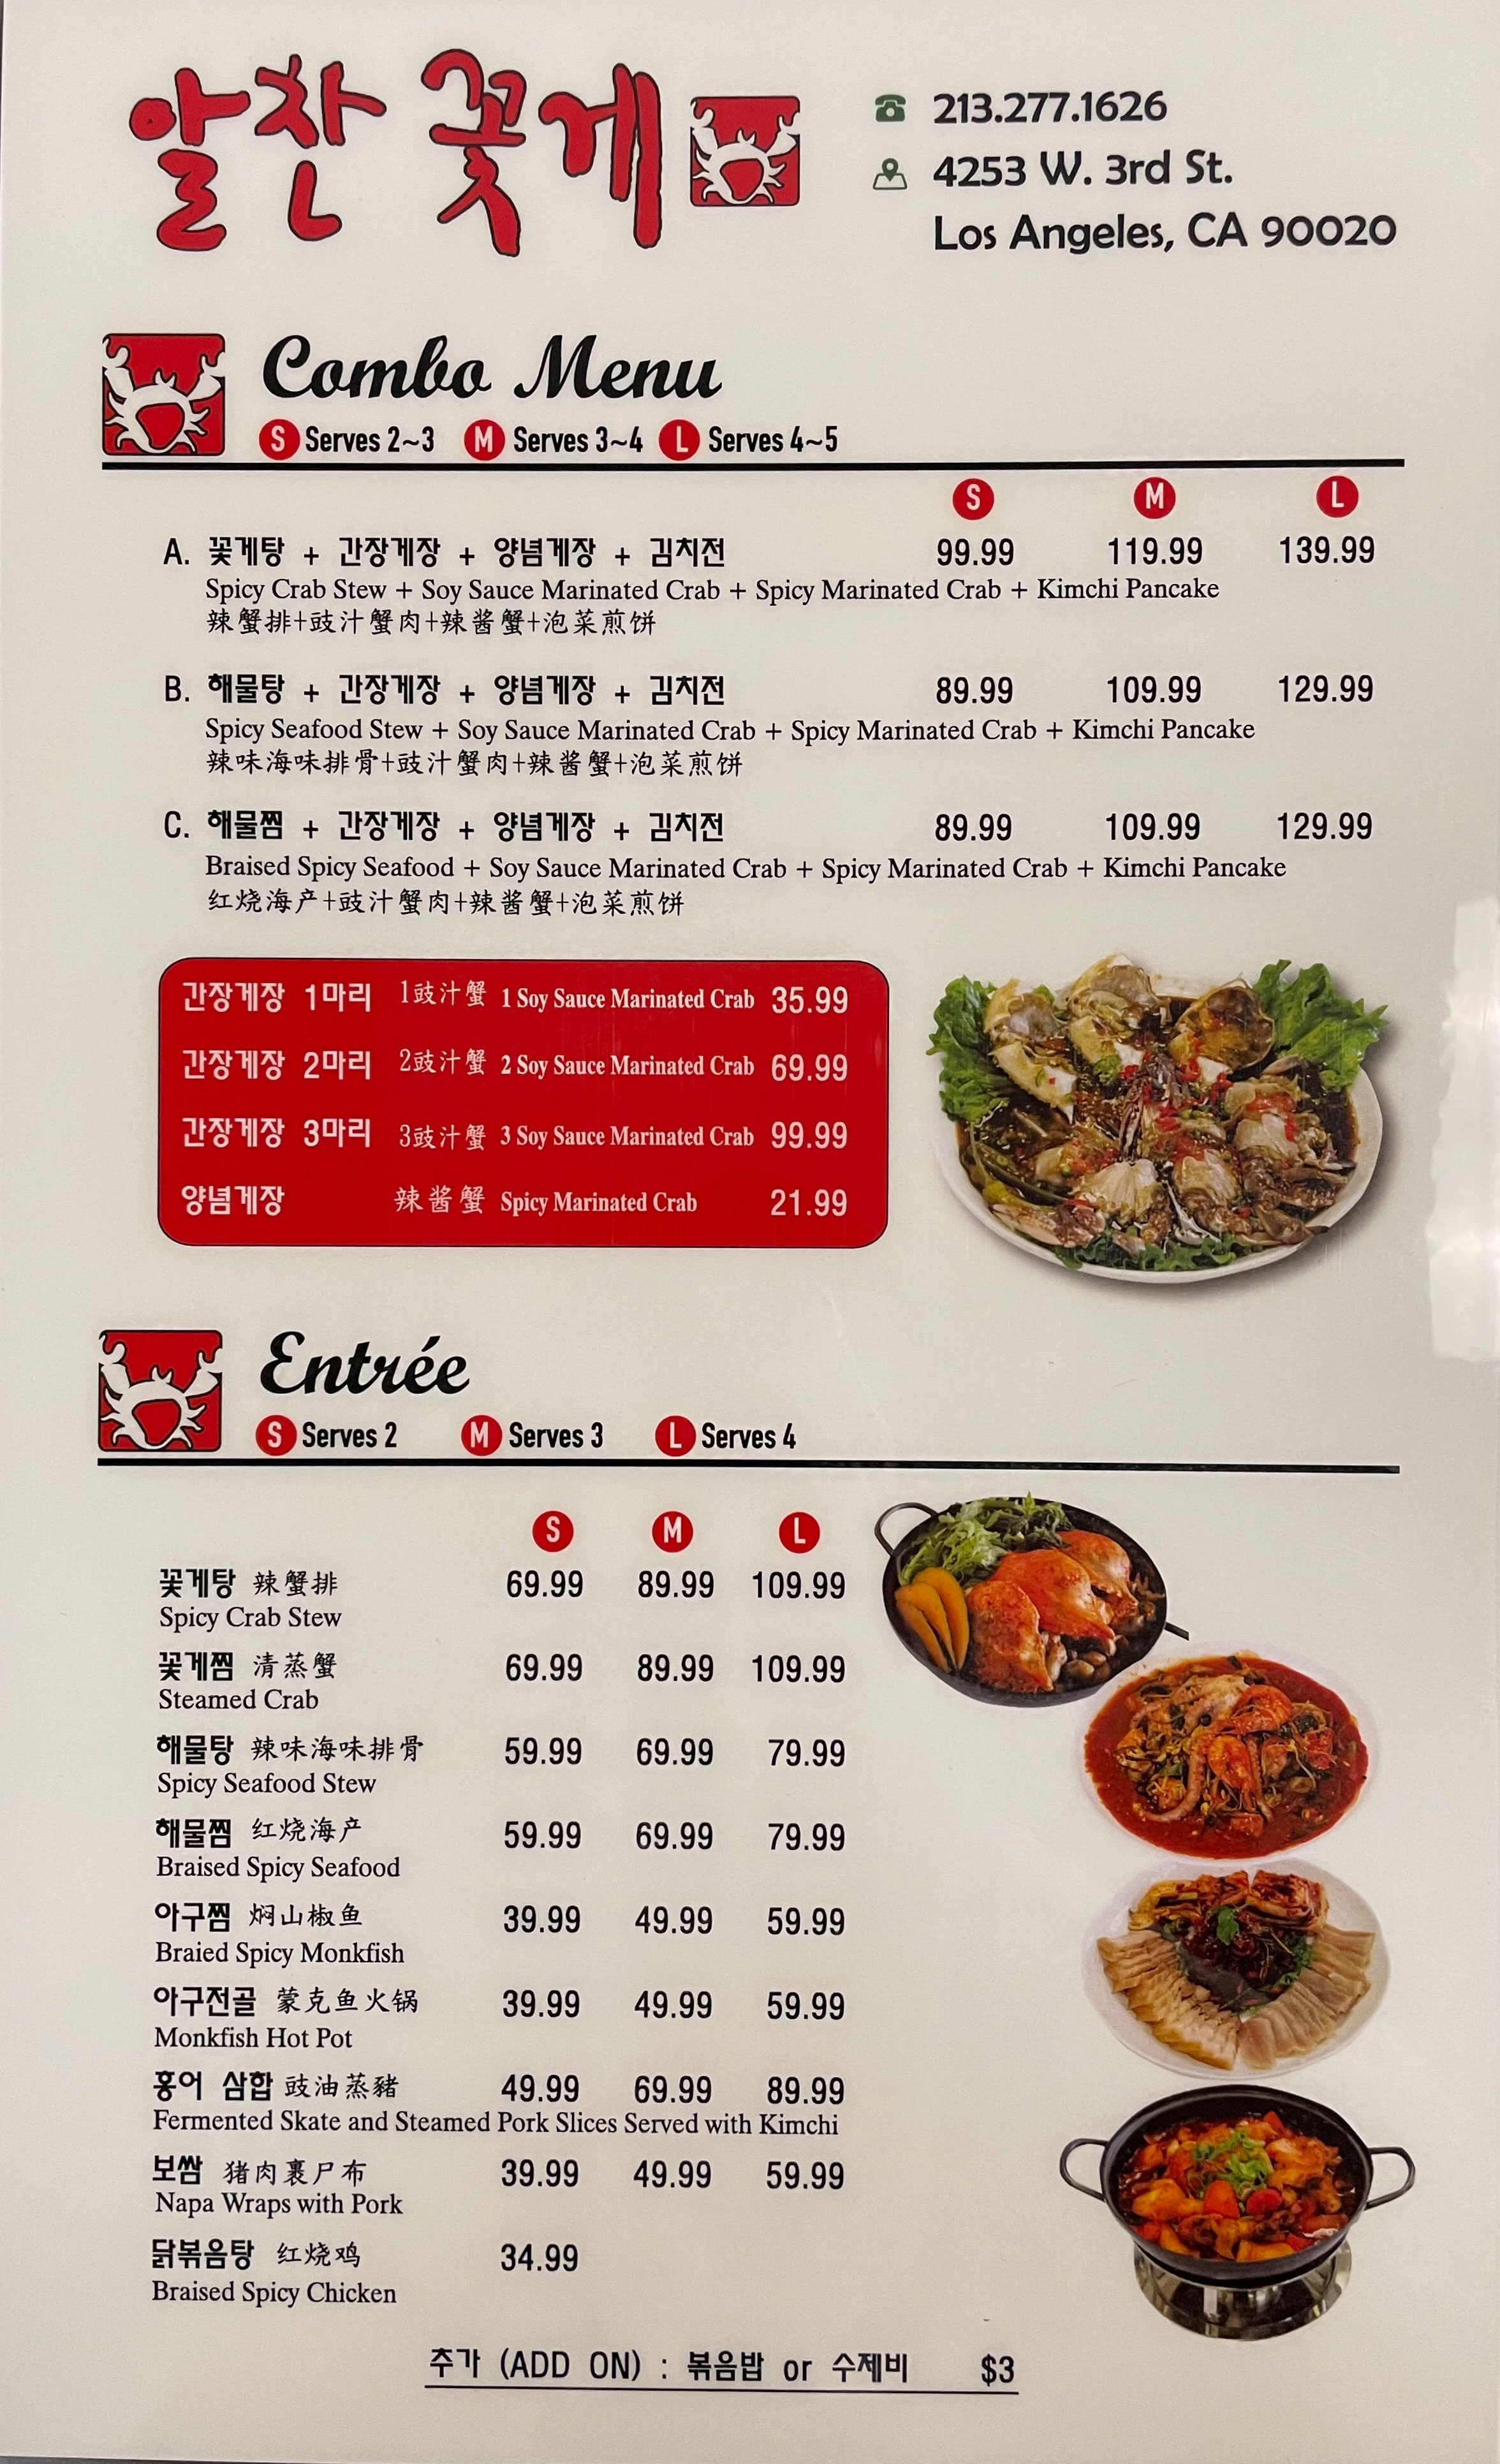 알찬 꽃게
213.277.1626
4253 W. 3rd St.
Los Angeles, CA 90020
Combo Menu
S Serves 2~3 M Serves 3~4 L Serves 4~5
S M L
A. 꽃게탕 + 간장게장 + 양념게장 + 김치전 99.99 119.99 139.99
Spicy Crab Stew + Soy Sauce Marinated Crab + Spicy Marinated Crab + Kimchi Pancake
辣蟹排+豉汁蟹肉+辣酱蟹+泡菜煎饼
B. 해물탕 + 간장게장 + 양념게장 + 김치전 89.99 109.99 129.99
Spicy Seafood Stew + Soy Sauce Marinated Crab + Spicy Marinated Crab + Kimchi Pancake
辣味海味排骨+豉汁蟹肉+辣酱蟹+泡菜煎饼
C. 해물찜 + 간장게장 + 양념게장 + 김치전 89.99 109.99 129.99
Braised Spicy Seafood + Soy Sauce Marinated Crab + Spicy Marinated Crab + Kimchi Pancake
红烧海产+豉汁蟹肉+辣酱蟹+泡菜煎饼
간장게장 1마리 1豉汁蟹 1 Soy Sauce Marinated Crab 35.99
간장게장 2마리 2豉汁蟹 2 Soy Sauce Marinated Crab 69.99
간장게장 3마리 3豉汁蟹 3 Soy Sauce Marinated Crab 99.99
양념게장 辣酱蟹 Spicy Marinated Crab 21.99
Entrée
S Serves 2 M Serves 3 L Serves 4
S M L
꽃게탕 辣蟹排 69.99 89.99 109.99
Spicy Crab Stew
꽃게찜 清蒸蟹 69.99 89.99 109.99
Steamed Crab
해물탕 辣味海味排骨 59.99 69.99 79.99
Spicy Seafood Stew
해물찜 红烧海产 59.99 69.99 79.99
Braised Spicy Seafood
아구찜 焖山椒鱼 39.99 49.99 59.99
Braied Spicy Monkfish
아구전골 蒙克鱼火锅 39.99 49.99 59.99
Monkfish Hot Pot
홍어 삼합 豉油蒸豬 49.99 69.99 89.99
Fermented Skate and Steamed Pork Slices Served with Kimchi
보쌈 猪肉裹尸布 39.99 49.99 59.99
Napa Wraps with Pork
닭볶음탕 红烧鸡 34.99
Braised Spicy Chicken
추가 (ADD ON) : 볶음밥 or 수제비 $3